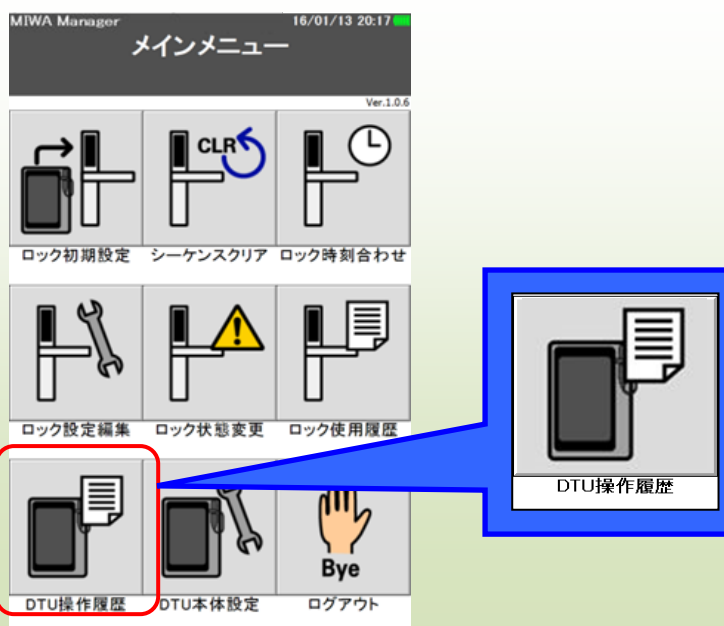 MIWA Manager 16/01/13 20:17
メインメニュー
Ver.1.0.6
CLR
ロック初期設定 シーケンスクリア ロック時刻合わせ
ロック設定編集 ロック状態変更 ロック使用履歴
Bye
DTU操作履歴 DTU本体設定 ログアウト
DTU操作履歴